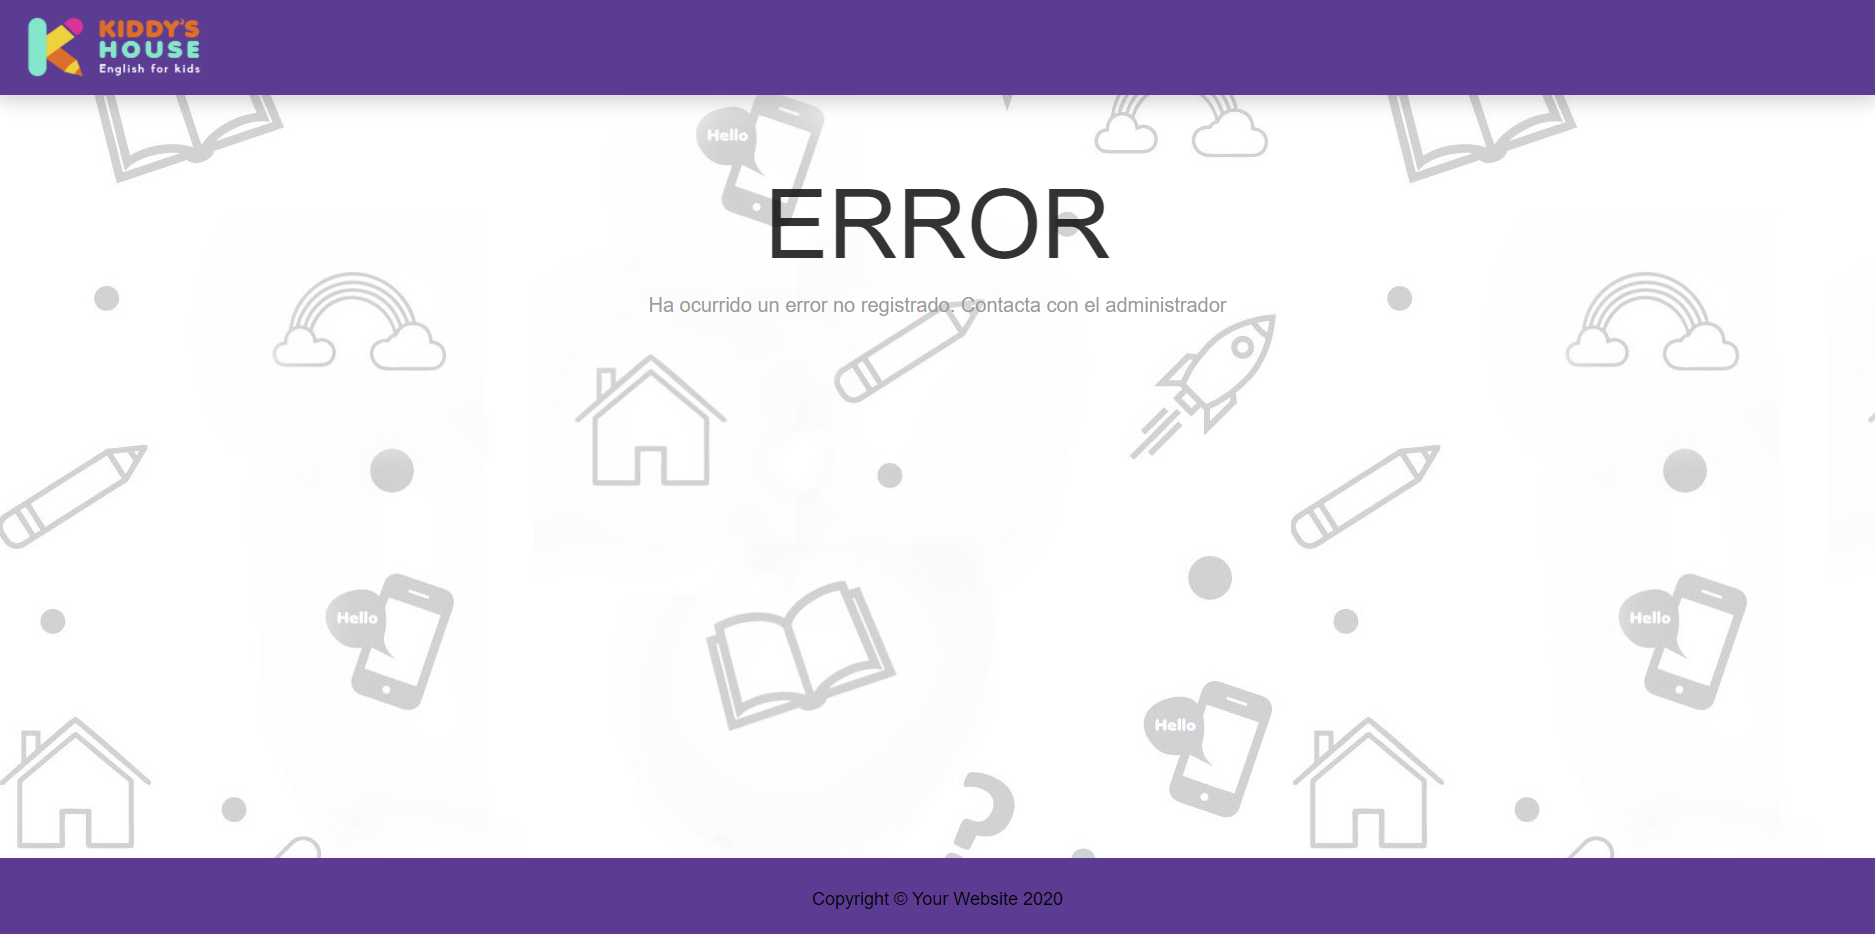 KIDDY'S
HOUSE
English for kids
Hello
ERROR
Ha ocurrido un error no registrado. Contacta con el administrador
Hello
Hello
Hello
?
Copyright © Your Website 2020